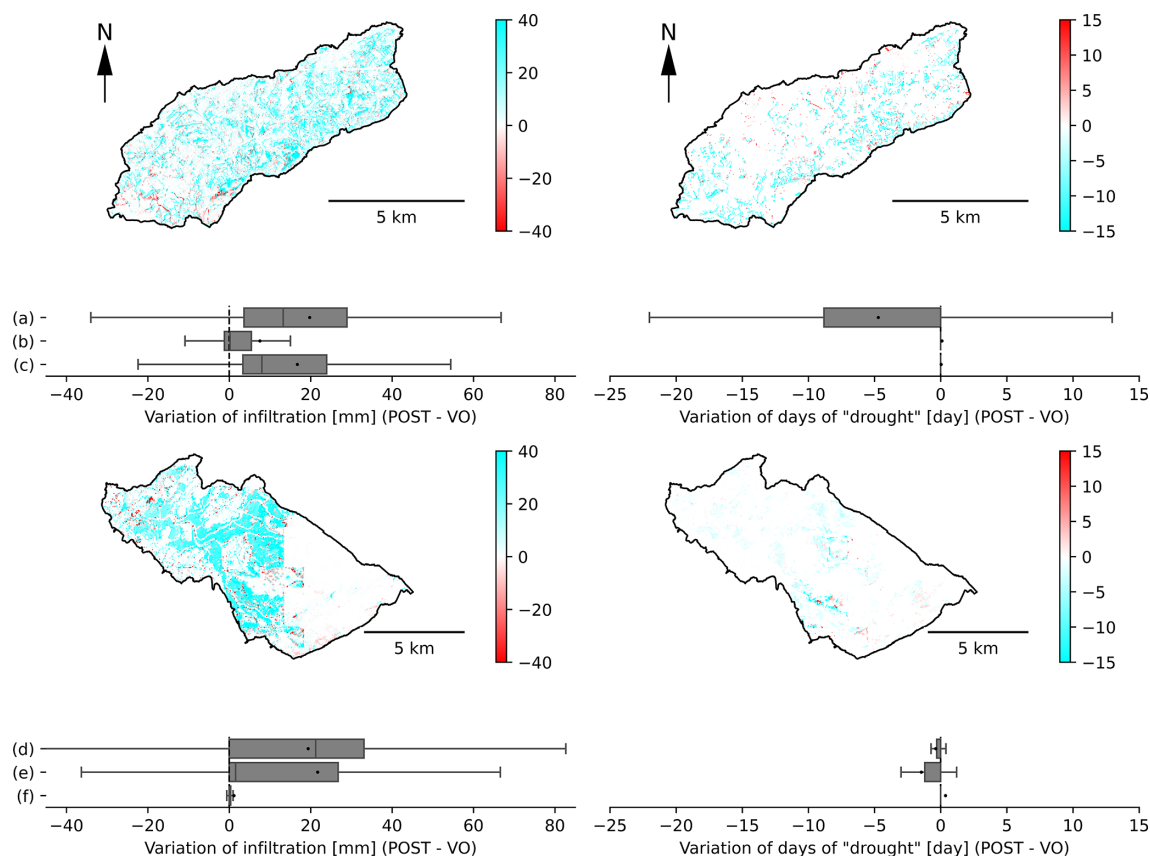 N
40
20
0
−20
−40
5 km
N
15
10
5
0
−5
−10
−15
5 km
(a)
(b)
(c)
−40 −20 0 20 40 60 80
Variation of infiltration [mm] (POST - VO)
−25 −20 −15 −10 −5 0 5 10 15
Variation of days of "drought" [day] (POST - VO)
40
20
0
−20
−40
5 km
15
10
5
0
−5
−10
−15
5 km
(d)
(e)
(f)
−40 −20 0 20 40 60 80
Variation of infiltration [mm] (POST - VO)
−25 −20 −15 −10 −5 0 5 10 15
Variation of days of "drought" [day] (POST - VO)